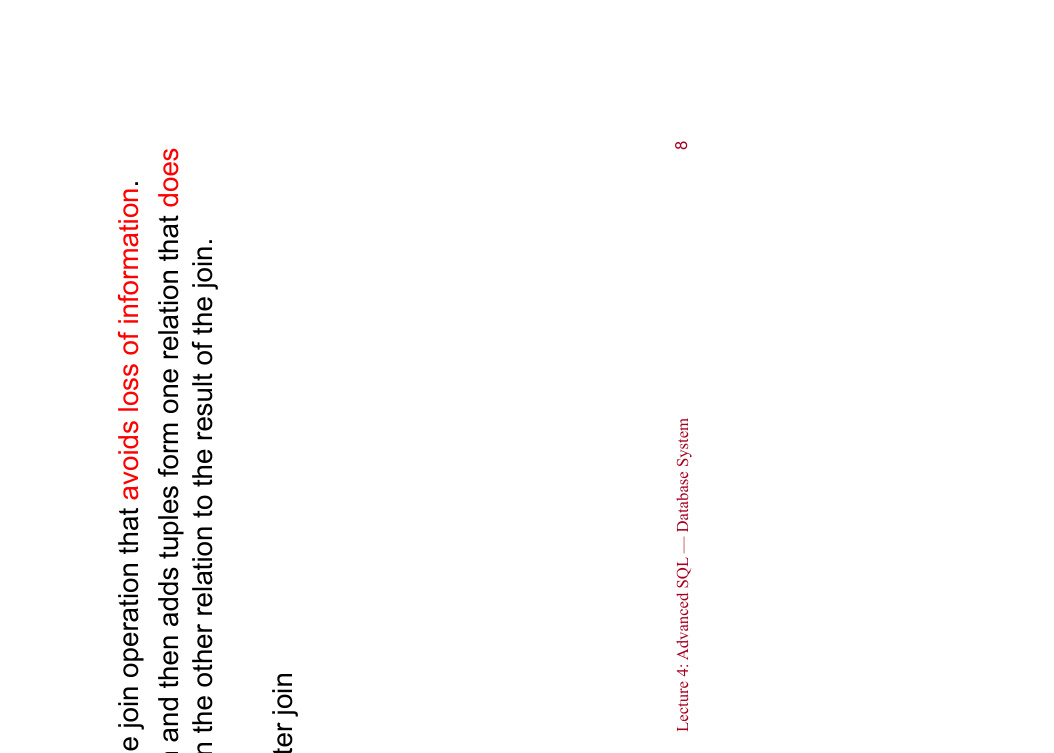 join operation that avoids loss of information.
and then adds tuples form one relation that does
the other relation to the result of the join.
join
Lecture 4: Advanced SQL — Database System
8